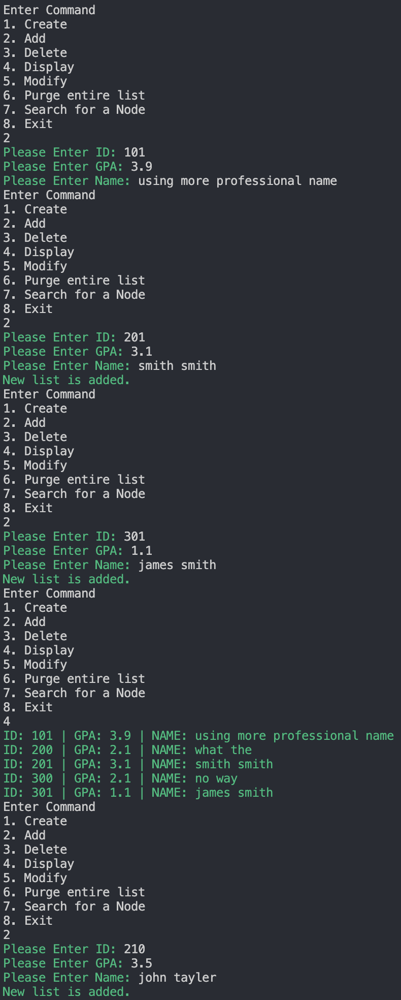 Enter Command
1. Create
2. Add
3. Delete
4. Display
5. Modify
6. Purge entire list
7. Search for a Node
8. Exit
2
Please Enter ID: 101
Please Enter GPA: 3.9
Please Enter Name: using more professional name
Enter Command
1. Create
2. Add
3. Delete
4. Display
5. Modify
6. Purge entire list
7. Search for a Node
8. Exit
2
Please Enter ID: 201
Please Enter GPA: 3.1
Please Enter Name: smith smith
New list is added.
Enter Command
1. Create
2. Add
3. Delete
4. Display
5. Modify
6. Purge entire list
7. Search for a Node
8. Exit
2
Please Enter ID: 301
Please Enter GPA: 1.1
Please Enter Name: james smith
New list is added.
Enter Command
1. Create
2. Add
3. Delete
4. Display
5. Modify
6. Purge entire list
7. Search for a Node
8. Exit
4
ID: 101 | GPA: 3.9 | NAME: using more professional name
ID: 200 | GPA: 2.1 | NAME: what the
ID: 201 | GPA: 3.1 | NAME: smith smith
ID: 300 | GPA: 2.1 | NAME: no way
ID: 301 | GPA: 1.1 | NAME: james smith
Enter Command
1. Create
2. Add
3. Delete
4. Display
5. Modify
6. Purge entire list
7. Search for a Node
8. Exit
2
Please Enter ID: 210
Please Enter GPA: 3.5
Please Enter Name: john tayler
New list is added.